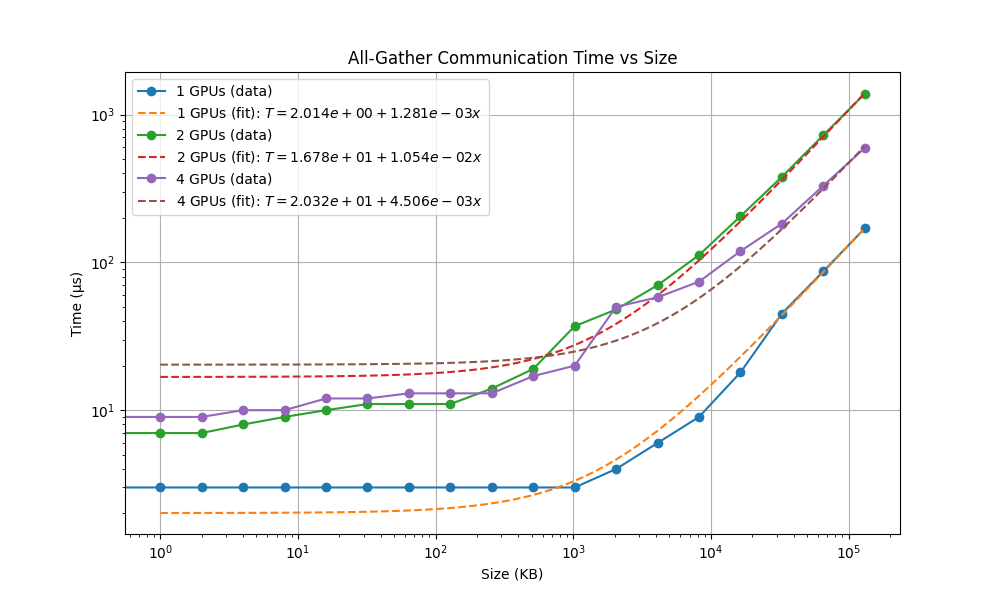 All-Gather Communication Time vs Size
1 GPUs (data)
1 GPUs (fit): T = 2.014e + 00 + 1.281e − 03x
2 GPUs (data)
2 GPUs (fit): T = 1.678e + 01 + 1.054e − 02x
4 GPUs (data)
4 GPUs (fit): T = 2.032e + 01 + 4.506e − 03x
Time (µs)
10³
10²
10¹
10⁰ 10¹ 10² 10³ 10⁴ 10⁵
Size (KB)